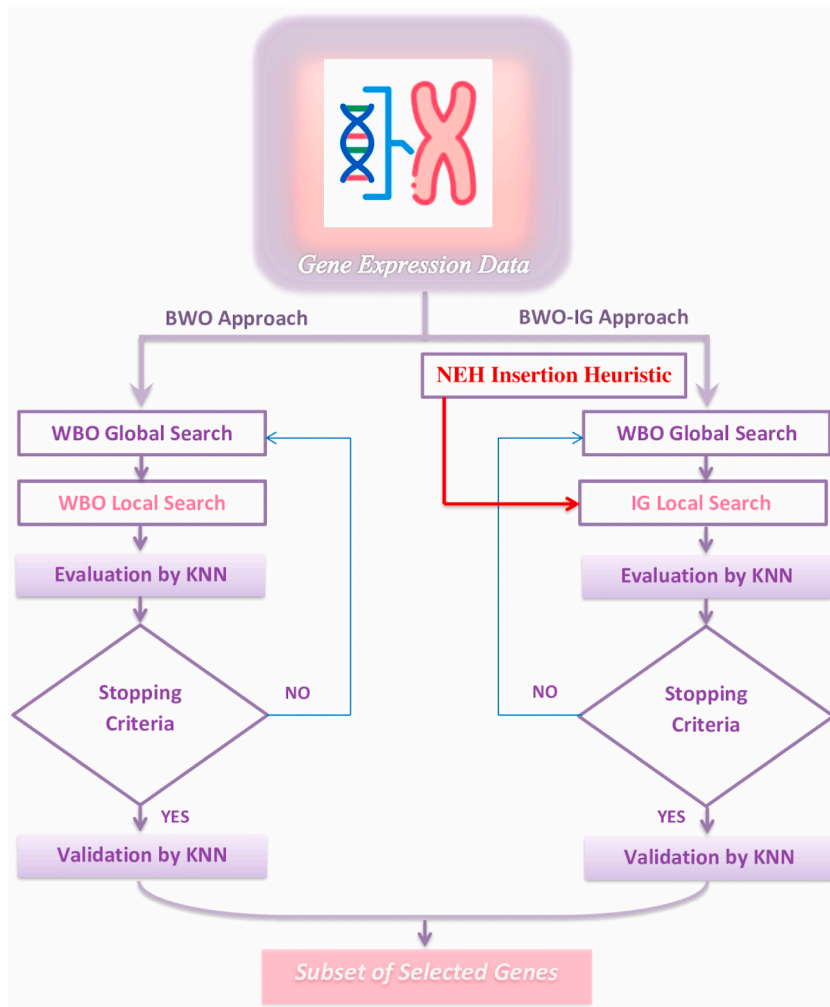 Gene Expression Data
BWO Approach
BWO-IG Approach
NEH Insertion Heuristic
WBO Global Search
WBO Global Search
WBO Local Search
IG Local Search
Evaluation by KNN
Evaluation by KNN
Stopping
Criteria
NO
NO
Stopping
Criteria
YES
YES
Validation by KNN
Validation by KNN
Subset of Selected Genes